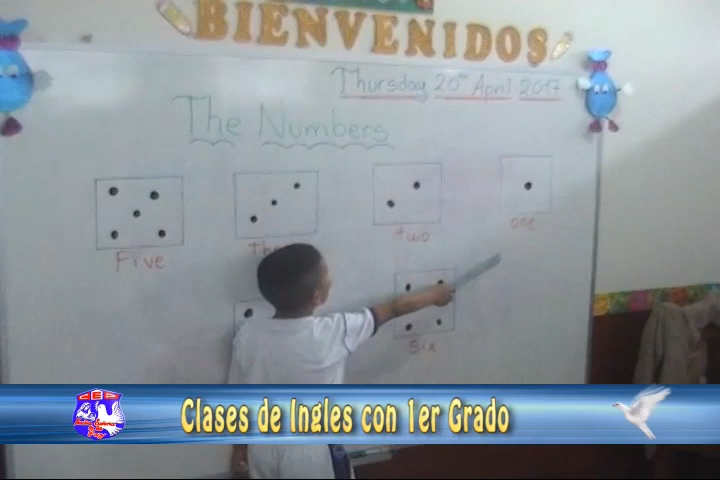 BIENVENIDOS
Thursday 20th April 2017
The Numbers
Five
two
one
Six
Clases de Ingles con 1er Grado